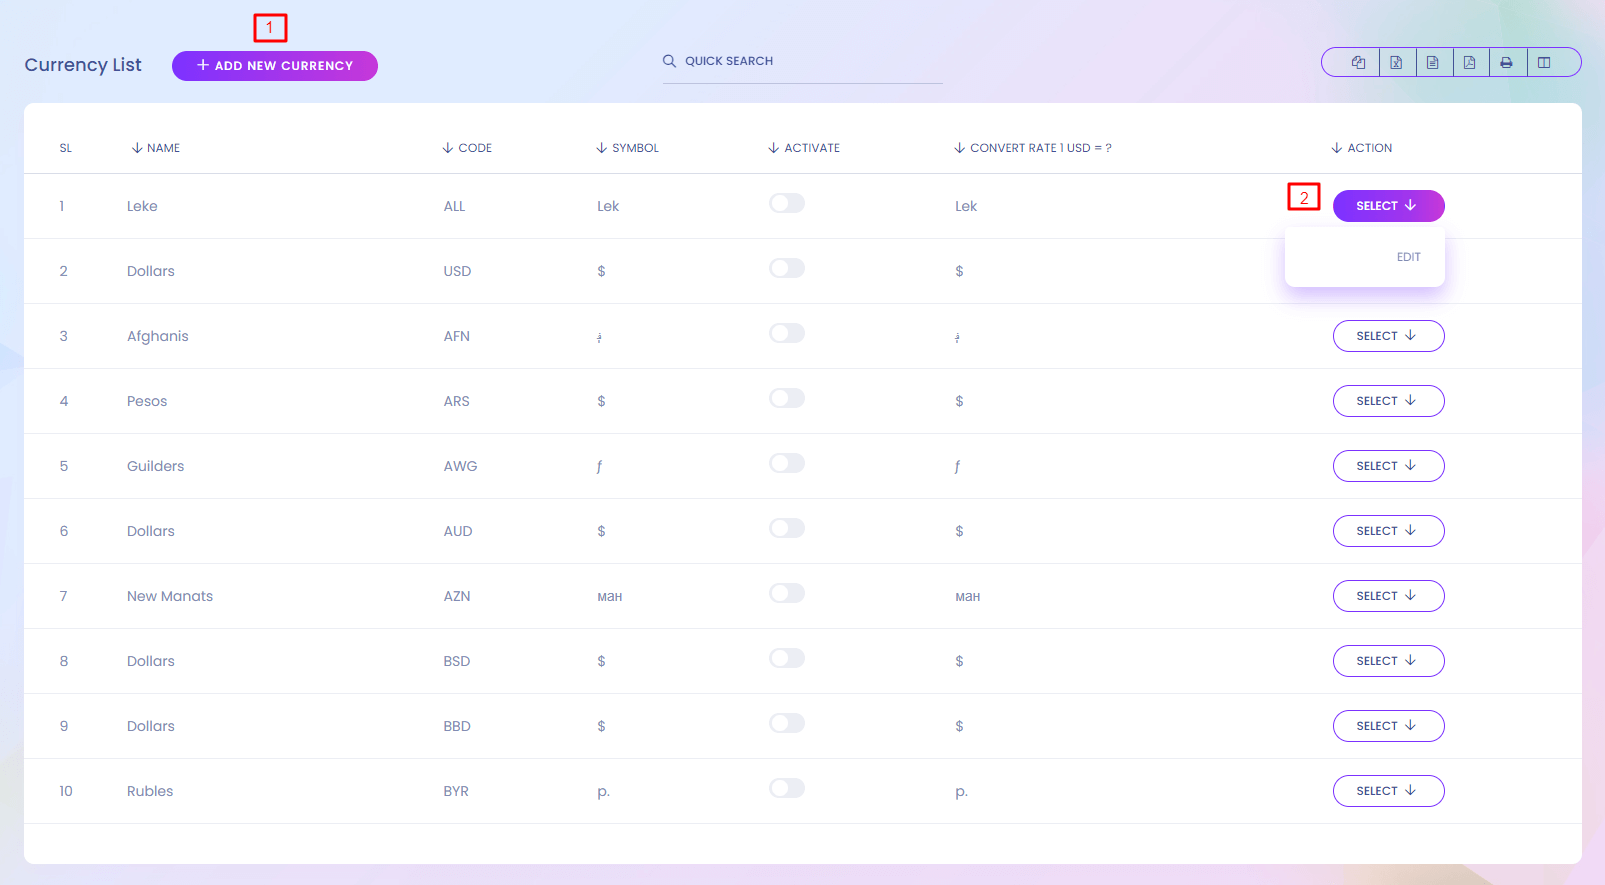 1
Currency List
+ ADD NEW CURRENCY
QUICK SEARCH
SL NAME CODE SYMBOL ACTIVATE CONVERT RATE 1 USD = ? ACTION
1 Leke ALL Lek Lek 2 SELECT
EDIT
2 Dollars USD $ $
3 Afghanis AFN ؋ ؋ SELECT
4 Pesos ARS $ $ SELECT
5 Guilders AWG ƒ ƒ SELECT
6 Dollars AUD $ $ SELECT
7 New Manats AZN ман ман SELECT
8 Dollars BSD $ $ SELECT
9 Dollars BBD $ $ SELECT
10 Rubles BYR p. p. SELECT